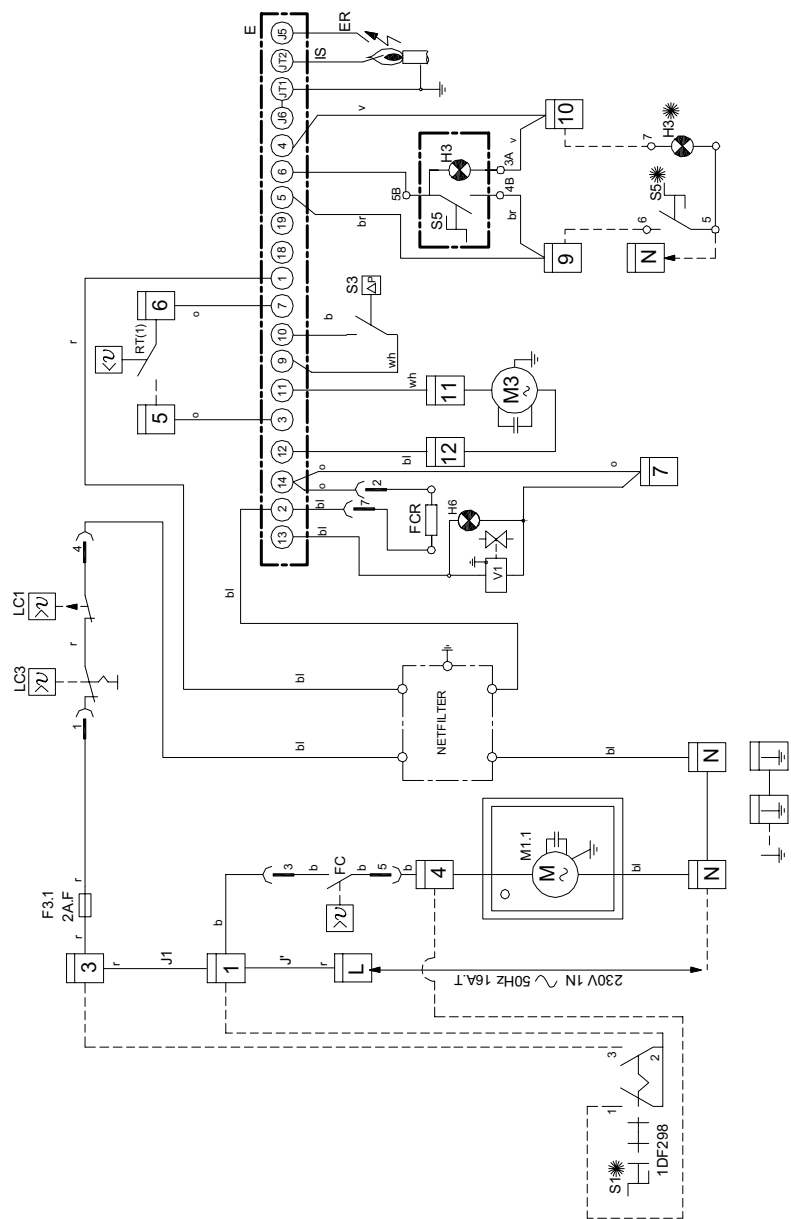 E
J5
JT2
JT1
J6
4
6
5
19
18
1
7
10
9
11
3
12
14
2
13
ER
IS
v
br
bl
r
o
b
wh
5B
H3
3A
S5
4B
br
v
10
9
7
H3
S5
6
5
N
6
RT(1)
5
o
S3
P
wh
bl
11
12
M3
o
o
2
7
bl
bl
FCR
H6
V1
o
7
LC1
LC3
4
r
1
bl
bl
NETFILTER
bl
N
N
bl
F3.1
2A.F
r
r
3
J1
r
1
J'
r
L
230V 1N 50Hz 16A.T
b
3
b
FC
5
b
4
M1.1
M
S1
1DF298
1
2
3